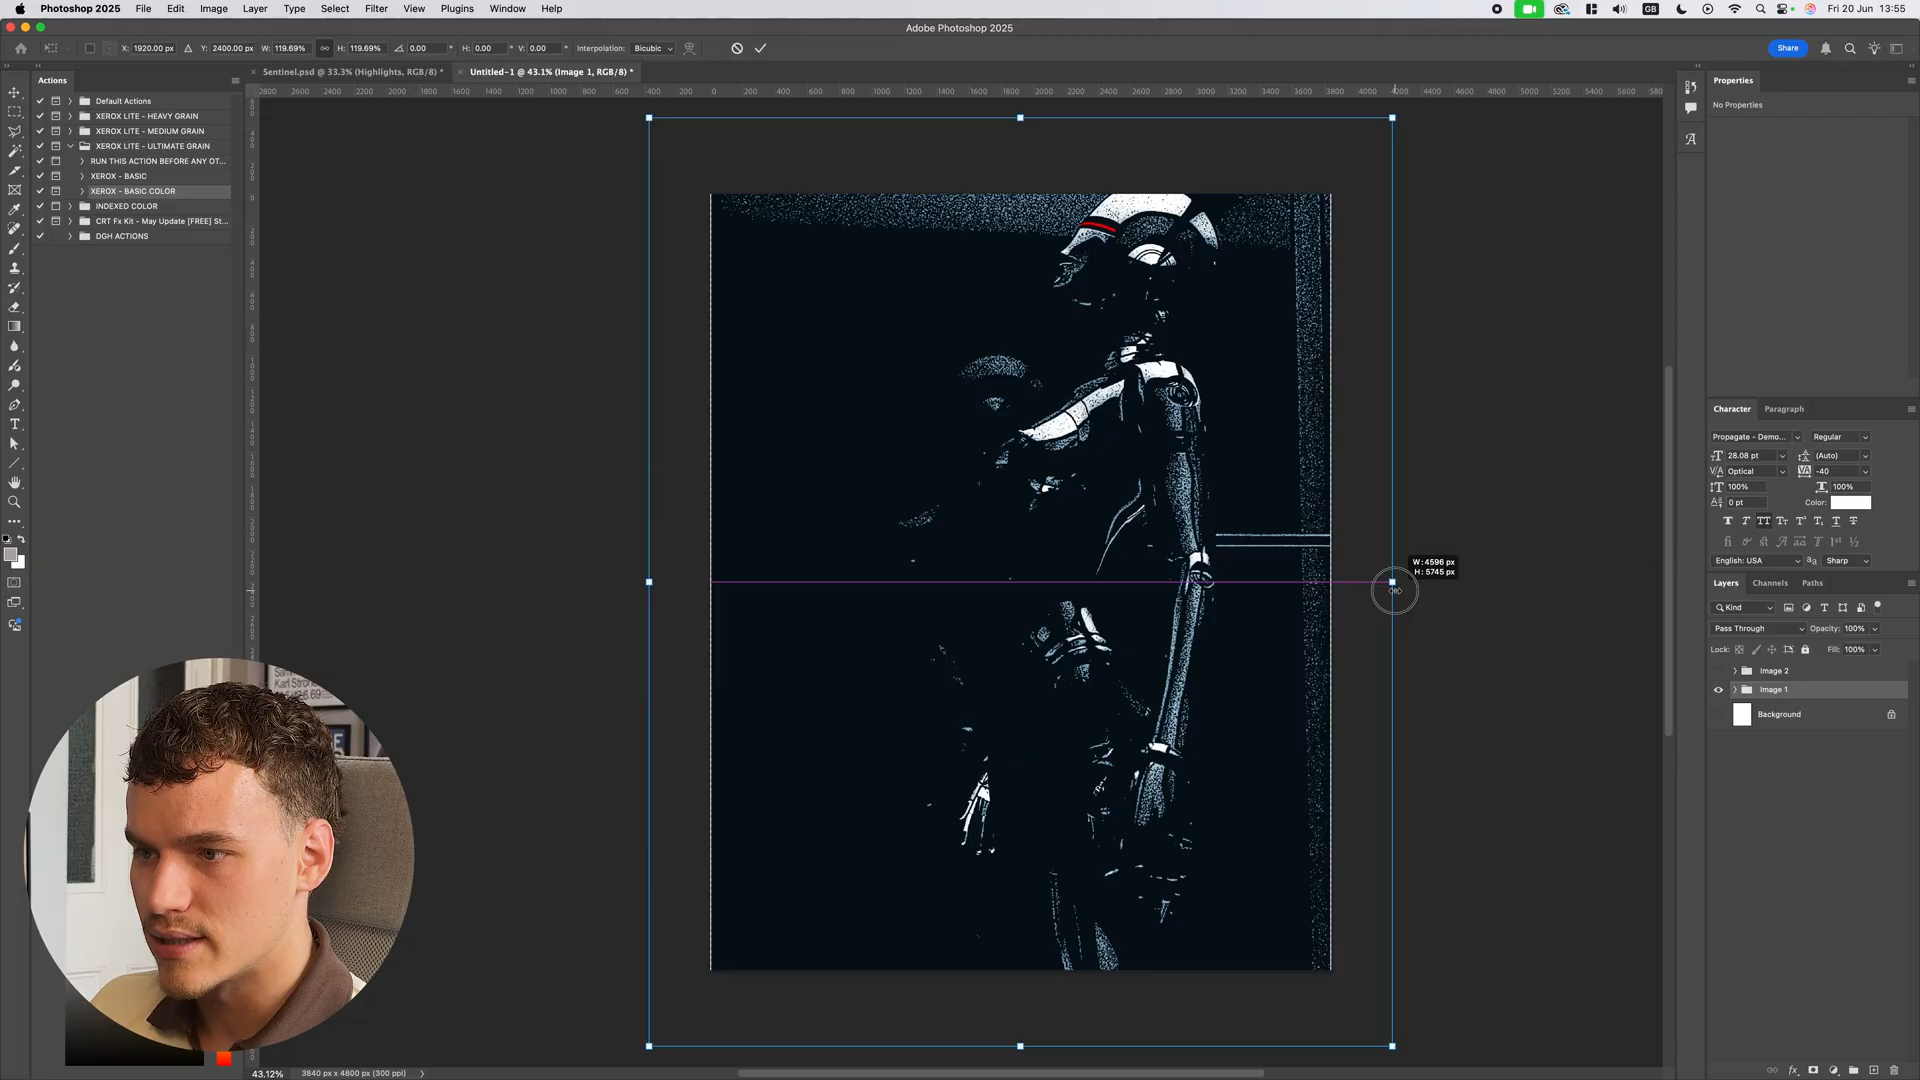 Photoshop 2025 File Edit Image Layer Type Select Filter View Plugins Window Help GB Fri 20 Jun 13:55
Adobe Photoshop 2025
X: 1920.00 px Y: 2400.00 px W: 119.69% H: 119.69% 0.00 ° H: 0.00 ° V: 0.00 ° Interpolation: Bicubic Share
Actions
Sentinel.psd @ 33.3% (Highlights, RGB/8) *
Untitled-1 @ 43.1% (Image 1, RGB/8) *
Properties
No Properties
Default Actions
XEROX LITE - HEAVY GRAIN
XEROX LITE - MEDIUM GRAIN
XEROX LITE - ULTIMATE GRAIN
RUN THIS ACTION BEFORE ANY OT...
XEROX - BASIC
XEROX - BASIC COLOR
INDEXED COLOR
CRT Fx Kit - May Update [FREE] St...
DGH ACTIONS
W: 4596 px
H: 5745 px
Character Paragraph
Propagate - Demo... Regular
28.08 pt (Auto)
Optical -40
100% 100%
0 pt Color:
English: USA Sharp
Layers Channels Paths
Kind
Pass Through Opacity: 100%
Lock: Fill: 100%
Image 2
Image 1
Background
Karl Stroh
43.12% 3840 px x 4800 px (300 ppi)